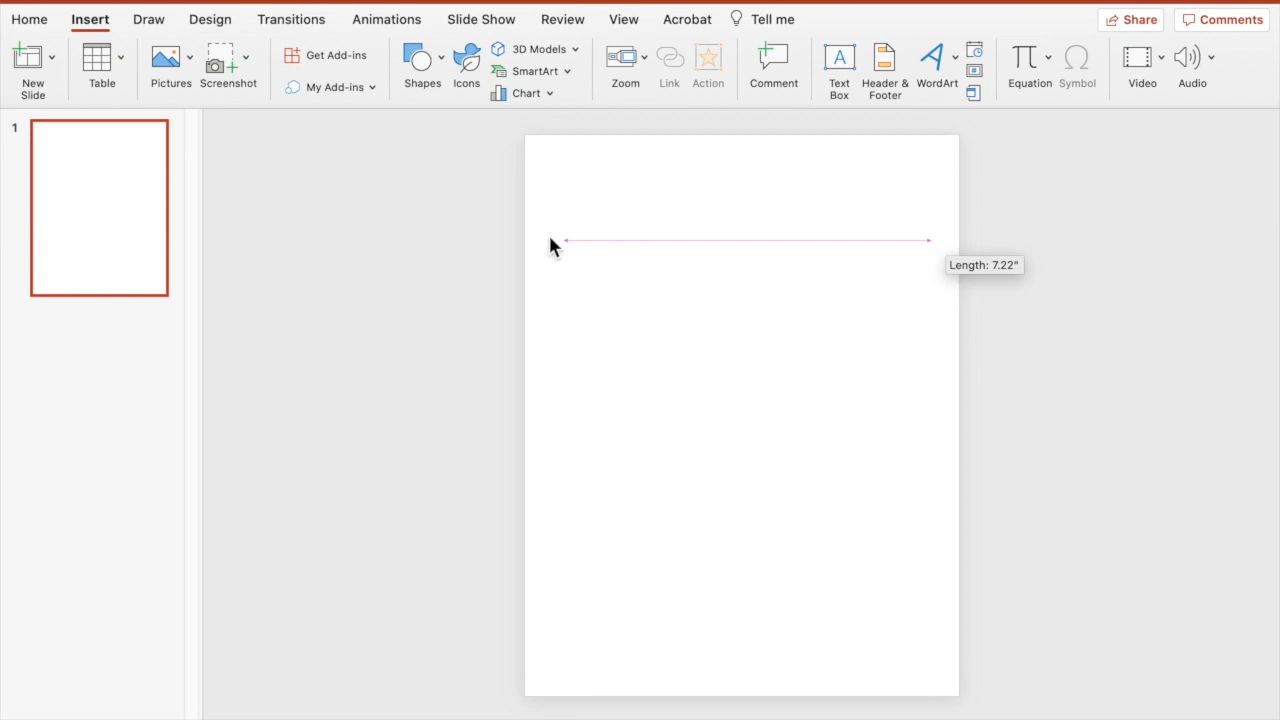 Home Insert Draw Design Transitions Animations Slide Show Review View Acrobat Tell me Share Comments
New Slide
Table
Pictures
Screenshot
Get Add-ins
My Add-ins
Shapes
Icons
3D Models
SmartArt
Chart
Zoom
Link
Action
Comment
A
Text Box
Header & Footer
A
WordArt
π
Equation
Ω
Symbol
Video
Audio
1
Length: 7.22"